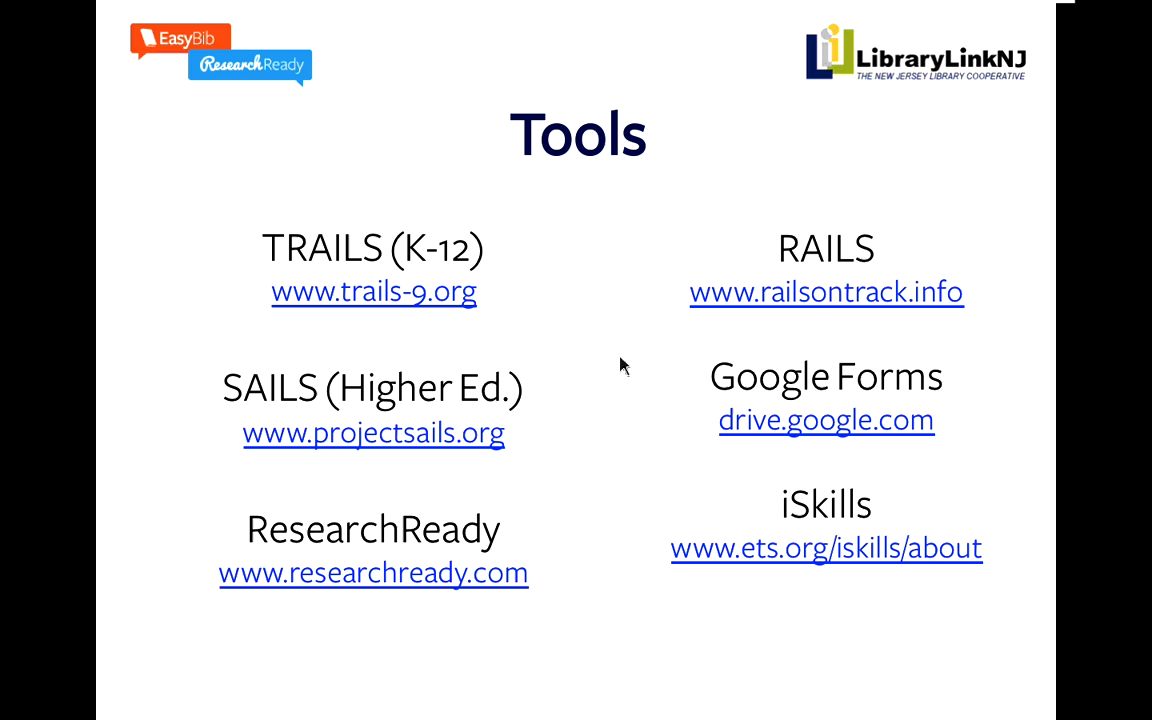 EasyBib
ResearchReady
LibraryLinkNJ
THE NEW JERSEY LIBRARY COOPERATIVE
Tools
TRAILS (K-12)
www.trails-9.org
SAILS (Higher Ed.)
www.projectsails.org
ResearchReady
www.researchready.com
RAILS
www.railsontrack.info
Google Forms
drive.google.com
iSkills
www.ets.org/iskills/about